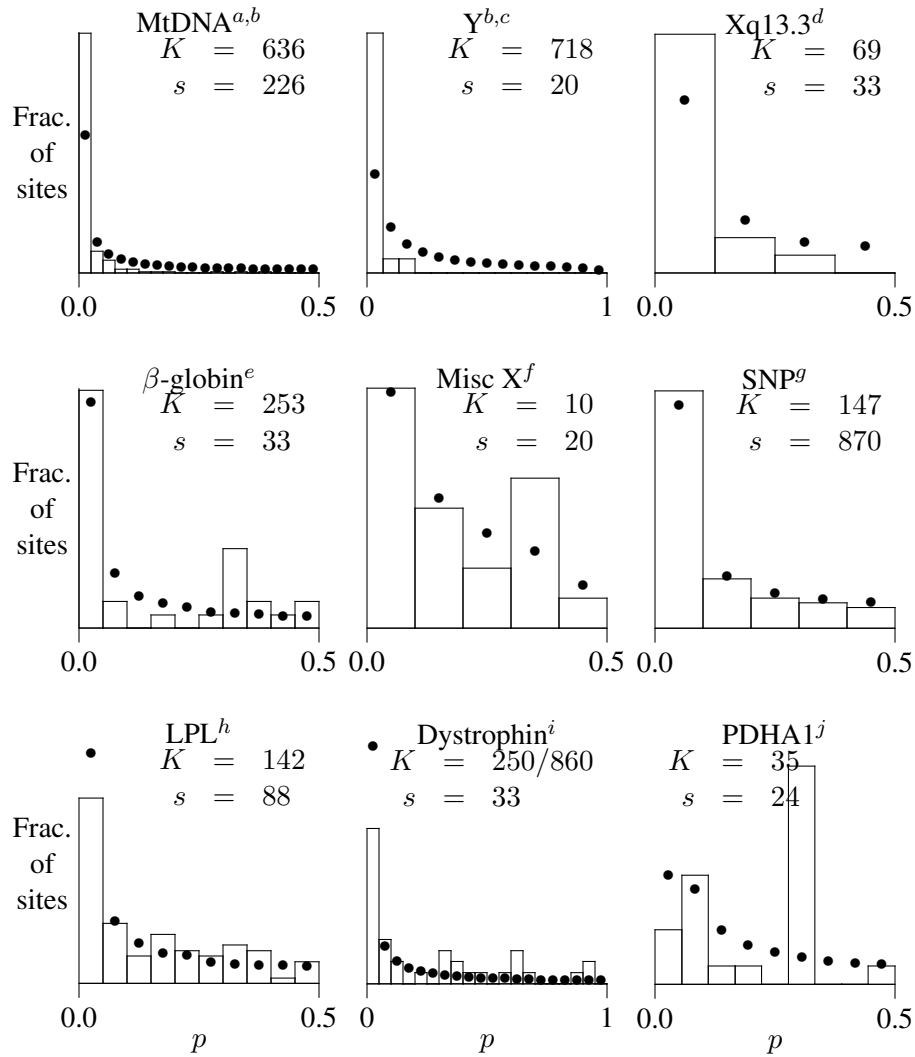 MtDNA^{a,b}
K = 636
s = 226
Y^{b,c}
K = 718
s = 20
Xq13.3^d
K = 69
s = 33
Frac.
of
sites
0.0 0.5
0 1
0.0 0.5
β-globin^e
K = 253
s = 33
Misc X^f
K = 10
s = 20
SNP^g
K = 147
s = 870
Frac.
of
sites
0.0 0.5
0.0 0.5
0.0 0.5
LPL^h
K = 142
s = 88
Dystrophin^i
K = 250/860
s = 33
PDHA1^j
K = 35
s = 24
Frac.
of
sites
0.0 0.5
p
0 1
p
0.0 0.5
p